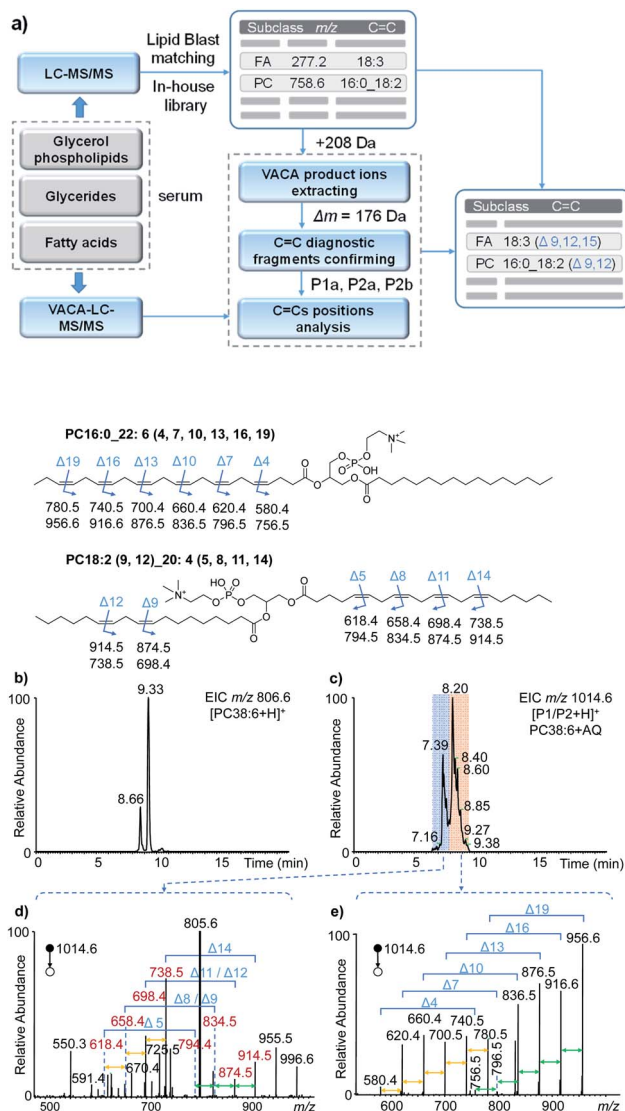 a)
LC-MS/MS
Lipid Blast
matching
In-house
library
Subclass m/z C=C
FA 277.2 18:3
PC 758.6 16:0_18:2
Glycerol
phospholipids
Glycerides
Fatty acids
serum
VACA-LC-
MS/MS
+208 Da
VACA product ions
extracting
Δm = 176 Da
C=C diagnostic
fragments confirming
P1a, P2a, P2b
C=Cs positions
analysis
Subclass C=C
FA 18:3 (Δ 9,12,15)
PC 16:0_18:2 (Δ 9,12)
PC16:0_22: 6 (4, 7, 10, 13, 16, 19)
Δ19 Δ16 Δ13 Δ10 Δ7 Δ4
780.5 740.5 700.4 660.4 620.4 580.4
956.6 916.6 876.5 836.5 796.5 756.5
O
O
O
O
O
P
O
OH
O
N+
PC18:2 (9, 12)_20: 4 (5, 8, 11, 14)
N+
O
HO
O
P
O
O
O
O
O
Δ12 Δ9
914.5 874.5
738.5 698.4
Δ5 Δ8 Δ11 Δ14
618.4 658.4 698.4 738.5
794.5 834.5 874.5 914.5
b)
EIC m/z 806.6
[PC38:6+H]+
9.33
8.66
100
0
Relative Abundance
0 5 10 15
Time (min)
c)
EIC m/z 1014.6
[P1/P2+H]+
PC38:6+AQ
8.20
7.39
8.40
8.60
8.85
9.27
9.38
7.16
100
0
Relative Abundance
0 5 10 15
Time (min)
d)
1014.6
805.6
Δ14
738.5
Δ11 / Δ12
698.4
Δ8 / Δ9
658.4
834.5
Δ 5
618.4
725.5
794.4
550.3
591.4
670.4
874.5
914.5
955.5
996.6
100
0
Relative Abundance
500 700 900
m/z
e)
1014.6
Δ19
Δ16
Δ13
Δ10
Δ7
Δ4
956.6
916.6
876.5
836.5
740.5
660.4
700.5
780.5
620.4
580.4
756.5
796.5
100
0
Relative Abundance
600 700 800 900
m/z